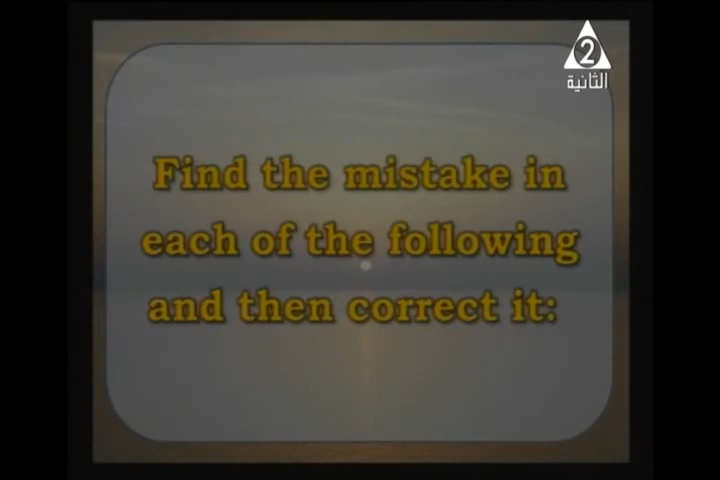 2
الثانية
Find the mistake in
each of the following
and then correct it: